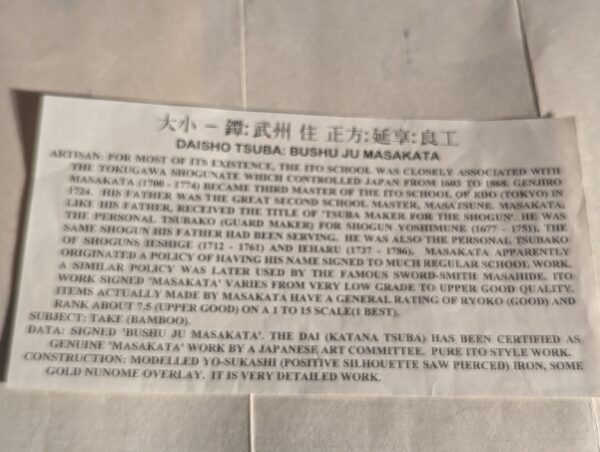 大小 - 鐔:武州 住 正方:延享:良工
DAISHO TSUBA: BUSHU JU MASAKATA
ARTISAN: FOR MOST OF ITS EXISTENCE, THE ITO SCHOOL WAS CLOSELY ASSOCIATED WITH
THE TOKUGAWA SHOGUNATE WHICH CONTROLLED JAPAN FROM 1603 TO 1868. GENJIRO
MASAKATA (1700 - 1774) BECAME THIRD MASTER OF THE ITO SCHOOL OF EDO (TOKYO) IN
1724. HIS FATHER WAS THE GREAT SECOND SCHOOL MASTER, MASATSUNE. MASAKATA,
LIKE HIS FATHER, RECEIVED THE TITLE OF 'TSUBA MAKER FOR THE SHOGUN'. HE WAS
THE PERSONAL TSUBAKO (GUARD MAKER) FOR SHOGUN YOSHIMUNE (1677 - 1751), THE
SAME SHOGUN HIS FATHER HAD BEEN SERVING. HE WAS ALSO THE PERSONAL TSUBAKO
OF SHOGUNS IESHIGE (1712 - 1761) AND IEHARU (1737 - 1786). MASAKATA APPARENTLY
ORIGINATED A POLICY OF HAVING HIS NAME SIGNED TO MUCH REGULAR SCHOOL WORK.
A SIMILAR POLICY WAS LATER USED BY THE FAMOUS SWORD-SMITH MASAHIDE. ITO
WORK SIGNED 'MASAKATA' VARIES FROM VERY LOW GRADE TO UPPER GOOD QUALITY.
ITEMS ACTUALLY MADE BY MASAKATA HAVE A GENERAL RATING OF RYOKO (GOOD) AND
RANK ABOUT 7.5 (UPPER GOOD) ON A 1 TO 15 SCALE(1 BEST).
SUBJECT: TAKE (BAMBOO).
DATA: SIGNED 'BUSHU JU MASAKATA'. THE DAI (KATANA TSUBA) HAS BEEN CERTIFIED AS
GENUINE 'MASAKATA' WORK BY A JAPANESE ART COMMITTEE. PURE ITO STYLE WORK.
CONSTRUCTION: MODELLED YO-SUKASHI (POSITIVE SILHOUETTE SAW PIERCED) IRON, SOME
GOLD NUNOME OVERLAY. IT IS VERY DETAILED WORK.